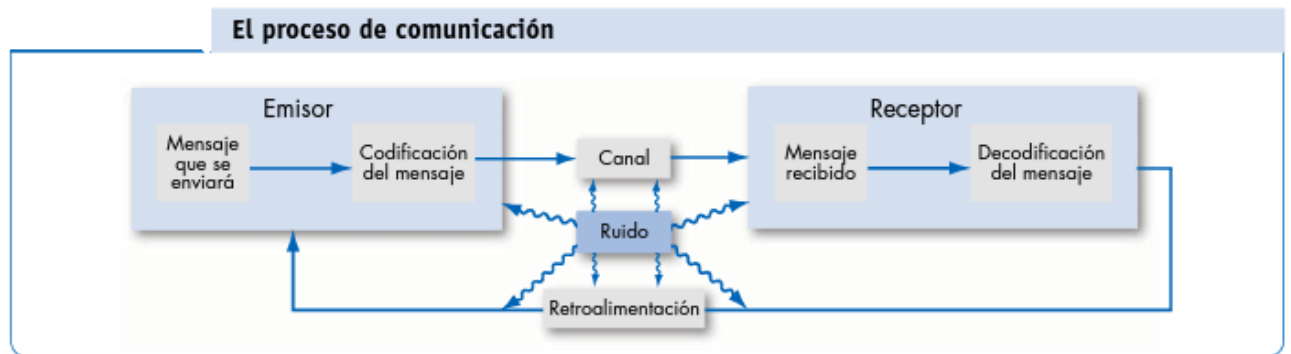 El proceso de comunicación
Emisor
Mensaje
que se
enviará
Codificación
del mensaje
Canal
Ruido
Retroalimentación
Receptor
Mensaje
recibido
Decodificación
del mensaje